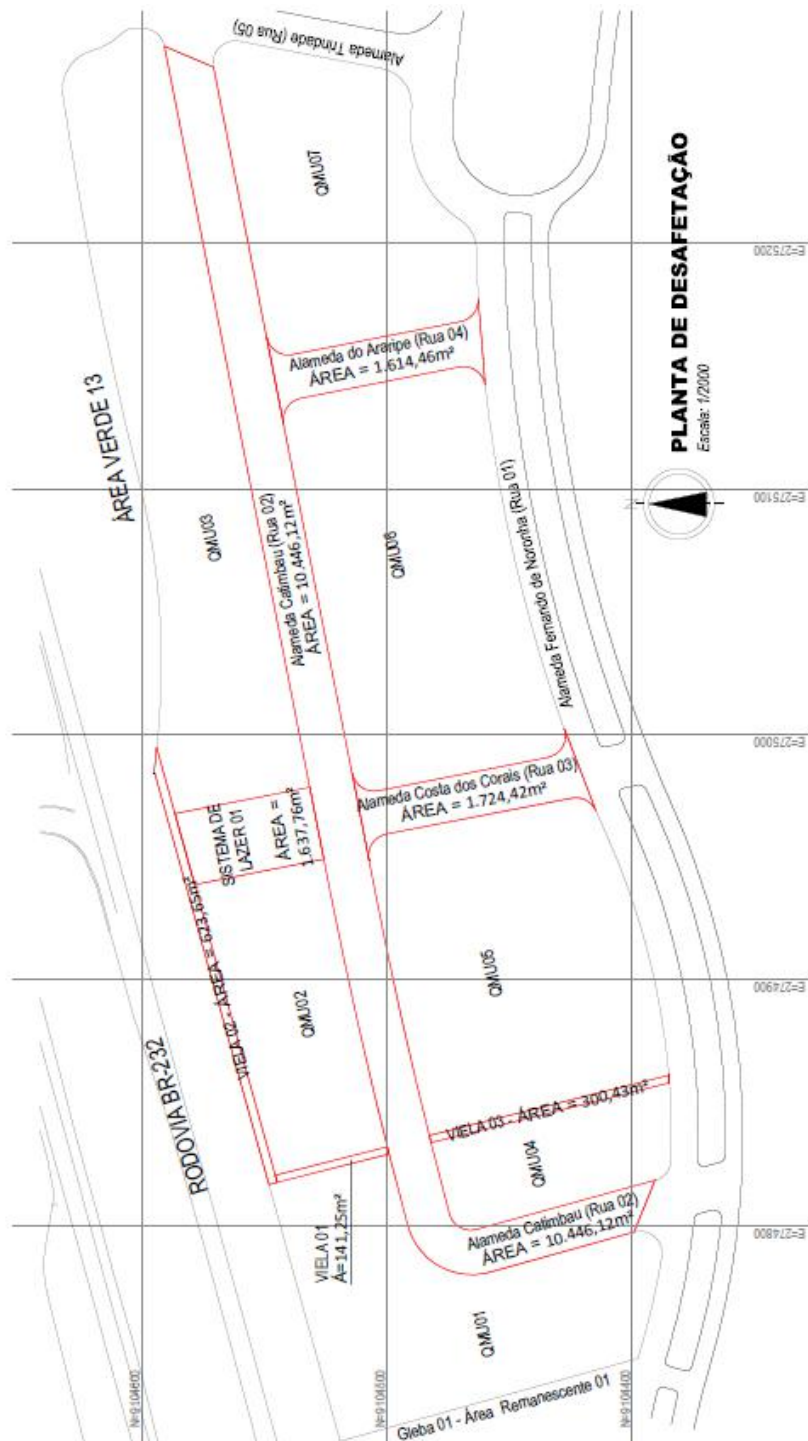 Alameda Trindade (Rua 05)
QMU07
E=275200
PLANTA DE DESAFETAÇÃO
Escala: 1/2000
Alameda do Araripe (Rua 04)
ÁREA = 1.614,46m²
ÁREA VERDE 13
QMU03
Alameda Catimbau (Rua 02)
ÁREA = 10.446,12m²
QMU06
Alameda Fernando de Noronha (Rua 01)
N
E=275100
E=275000
SISTEMA DE
LAZER 01
ÁREA =
1.637,76m²
Alameda Costa dos Corais (Rua 03)
ÁREA = 1.724,42m²
VIELA 02 - ÁREA = 623,65m²
QMU02
QMU05
E=274900
RODOVIA BR-232
VIELA 03 - ÁREA = 300,43m²
QMU04
VIELA 01
A=141,25m²
Alameda Catimbau (Rua 02)
ÁREA = 10.446,12m²
E=274800
QMU01
Gleba 01 - Área Remanescente 01
N=9104600
N=9104500
N=9104400